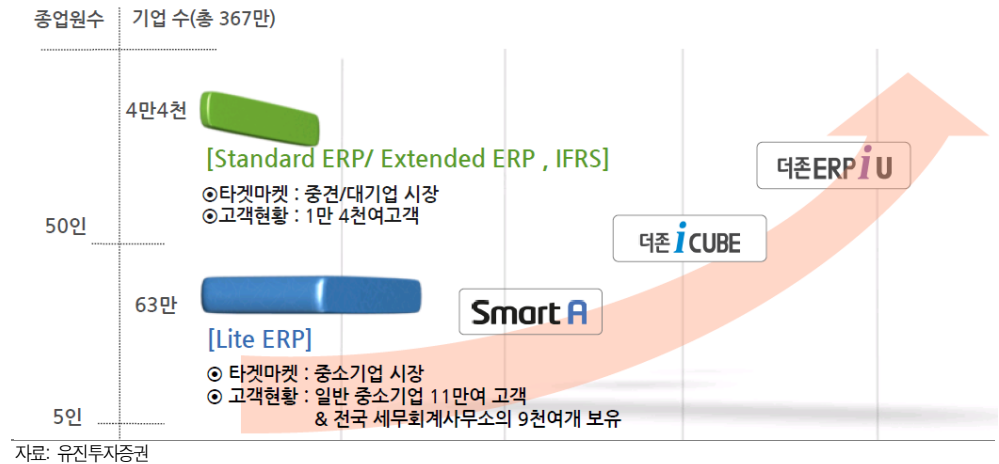 종업원수 기업 수(총 367만)
4만4천
[Standard ERP/ Extended ERP , IFRS]
더존ERP i U
⦿타겟마켓 : 중견/대기업 시장
⦿고객현황 : 1만 4천여고객
50인
더존 i CUBE
63만
Smart A
[Lite ERP]
⦿ 타겟마켓 : 중소기업 시장
⦿ 고객현황 : 일반 중소기업 11만여 고객
& 전국 세무회계사무소의 9천여개 보유
5인
자료: 유진투자증권